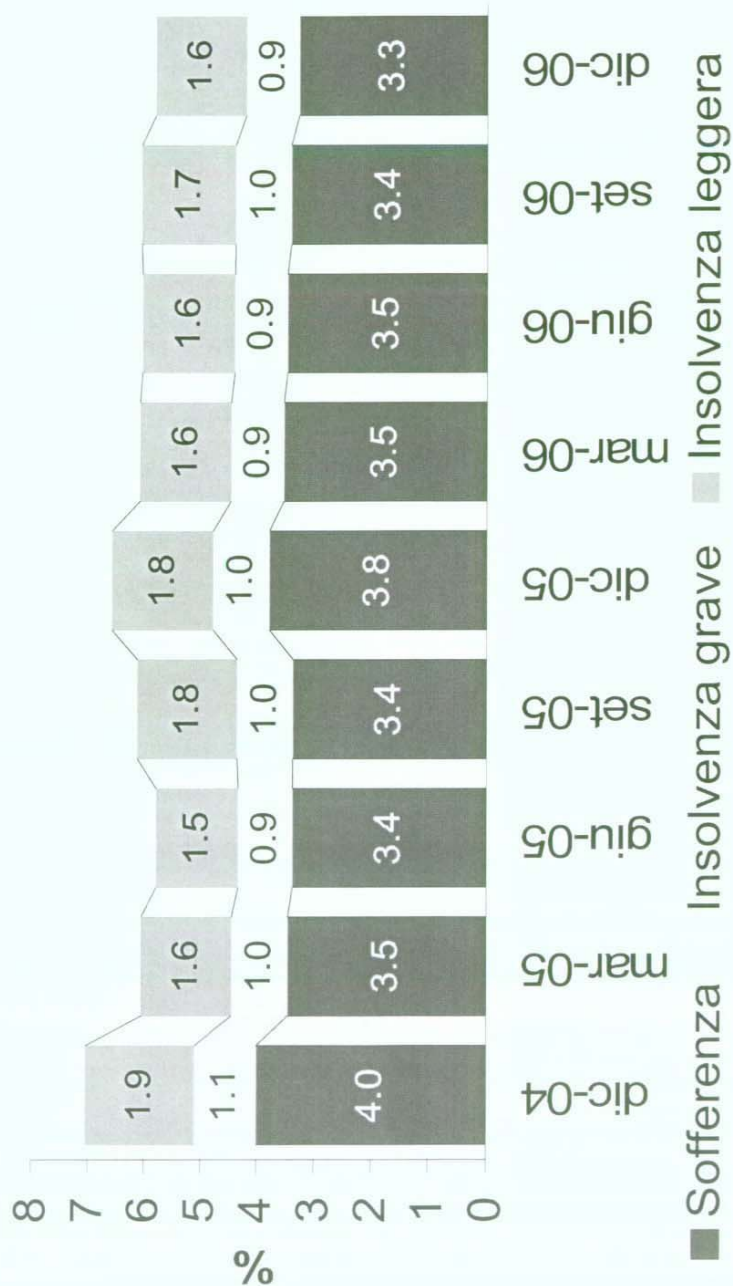 8
7
6
5
4
3
2
1
0
%
1.9 1.6 1.5 1.8 1.8 1.6 1.6 1.7 1.6
1.1 1.0 0.9 1.0 1.0 0.9 0.9 1.0 0.9
4.0 3.5 3.4 3.4 3.8 3.5 3.5 3.4 3.3
dic-04 mar-05 giu-05 set-05 dic-05 mar-06 giu-06 set-06 dic-06
Sofferenza Insolvenza grave Insolvenza leggera